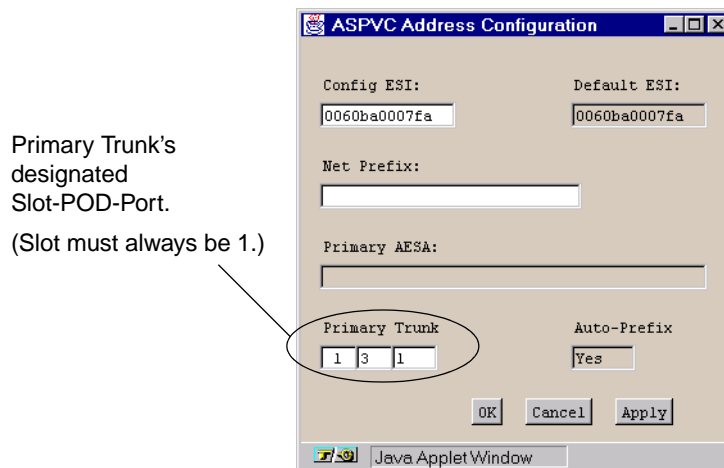 ASPVC Address Configuration
Config ESI: Default ESI:
0060ba0007fa 0060ba0007fa
Primary Trunk's
designated
Slot-POD-Port.
(Slot must always be 1.)
Net Prefix:
Primary AESA:
Primary Trunk Auto-Prefix
1 3 1 Yes
OK Cancel Apply
Java Applet Window